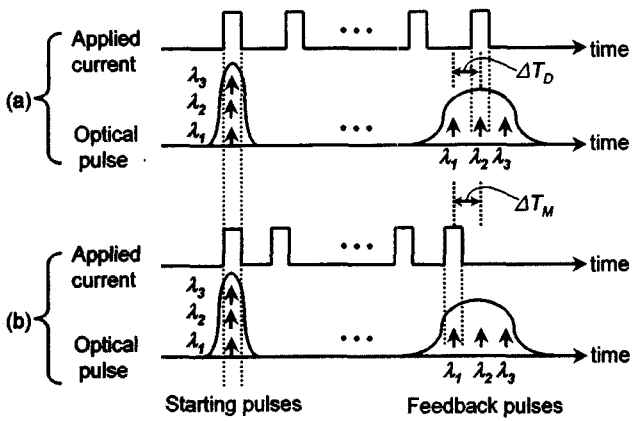 Applied
current
time
ΔT_D
(a)
λ₃
λ₂
λ₁
Optical
pulse
time
λ₁ λ₂ λ₃
ΔT_M
Applied
current
time
(b)
λ₃
λ₂
λ₁
Optical
pulse
time
λ₁ λ₂ λ₃
Starting pulses
Feedback pulses